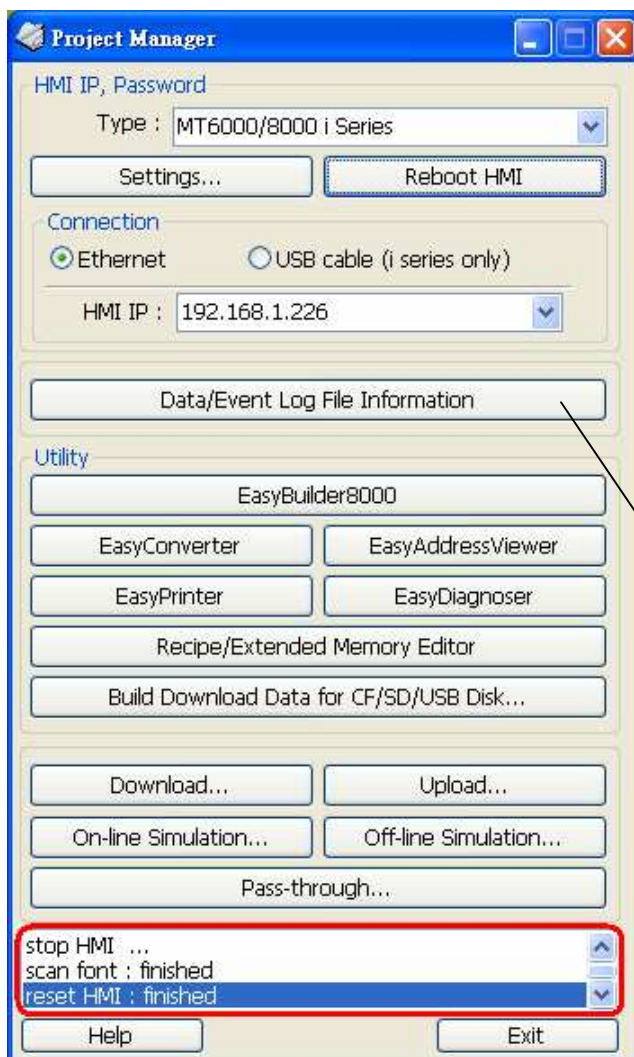 Project Manager
HMI IP, Password
Type : MT6000/8000 i Series
Settings... Reboot HMI
Connection
Ethernet USB cable (i series only)
HMI IP : 192.168.1.226
Data/Event Log File Information
Utility
EasyBuilder8000
EasyConverter EasyAddressViewer
EasyPrinter EasyDiagnoser
Recipe/Extended Memory Editor
Build Download Data for CF/SD/USB Disk...
Download... Upload...
On-line Simulation... Off-line Simulation...
Pass-through...
stop HMI ...
scan font : finished
reset HMI : finished
Help Exit